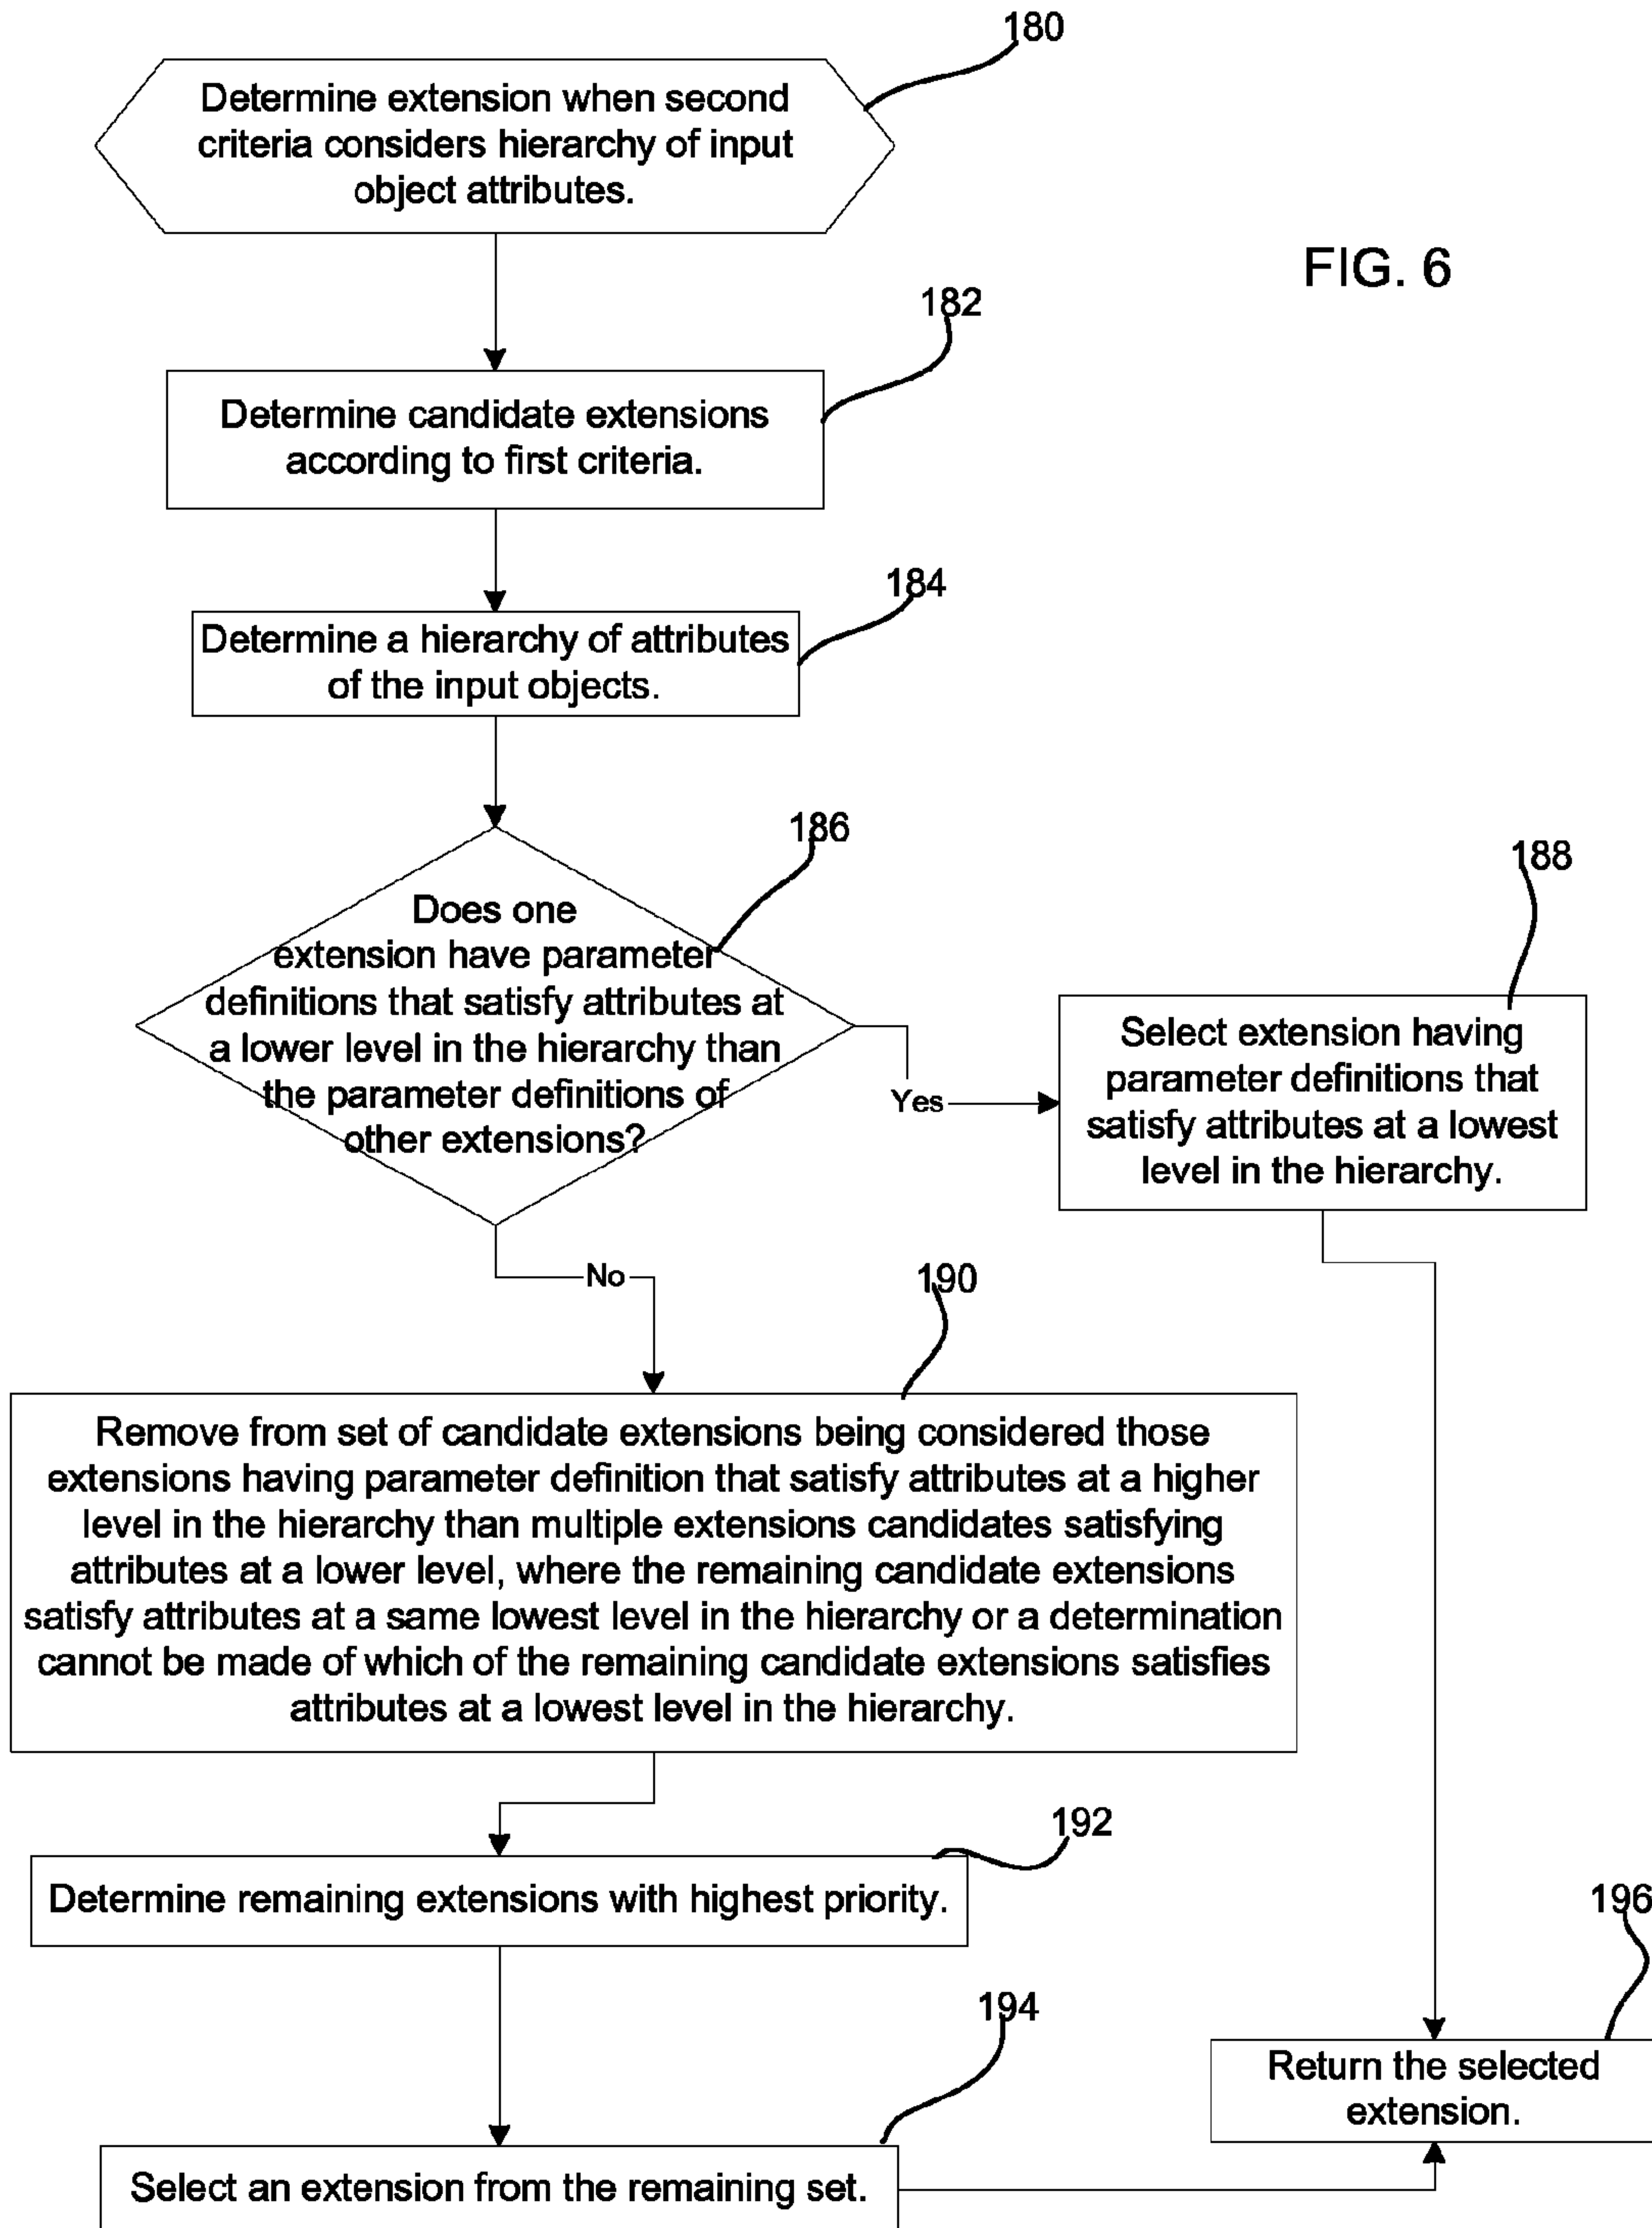 180
Determine extension when second
criteria considers hierarchy of input
object attributes.
FIG. 6
182
Determine candidate extensions
according to first criteria.
184
Determine a hierarchy of attributes
of the input objects.
186
Does one
extension have parameter
definitions that satisfy attributes at
a lower level in the hierarchy than
the parameter definitions of
other extensions?
Yes
188
Select extension having
parameter definitions that
satisfy attributes at a lowest
level in the hierarchy.
No
190
Remove from set of candidate extensions being considered those
extensions having parameter definition that satisfy attributes at a higher
level in the hierarchy than multiple extensions candidates satisfying
attributes at a lower level, where the remaining candidate extensions
satisfy attributes at a same lowest level in the hierarchy or a determination
cannot be made of which of the remaining candidate extensions satisfies
attributes at a lowest level in the hierarchy.
192
Determine remaining extensions with highest priority.
194
Select an extension from the remaining set.
196
Return the selected
extension.